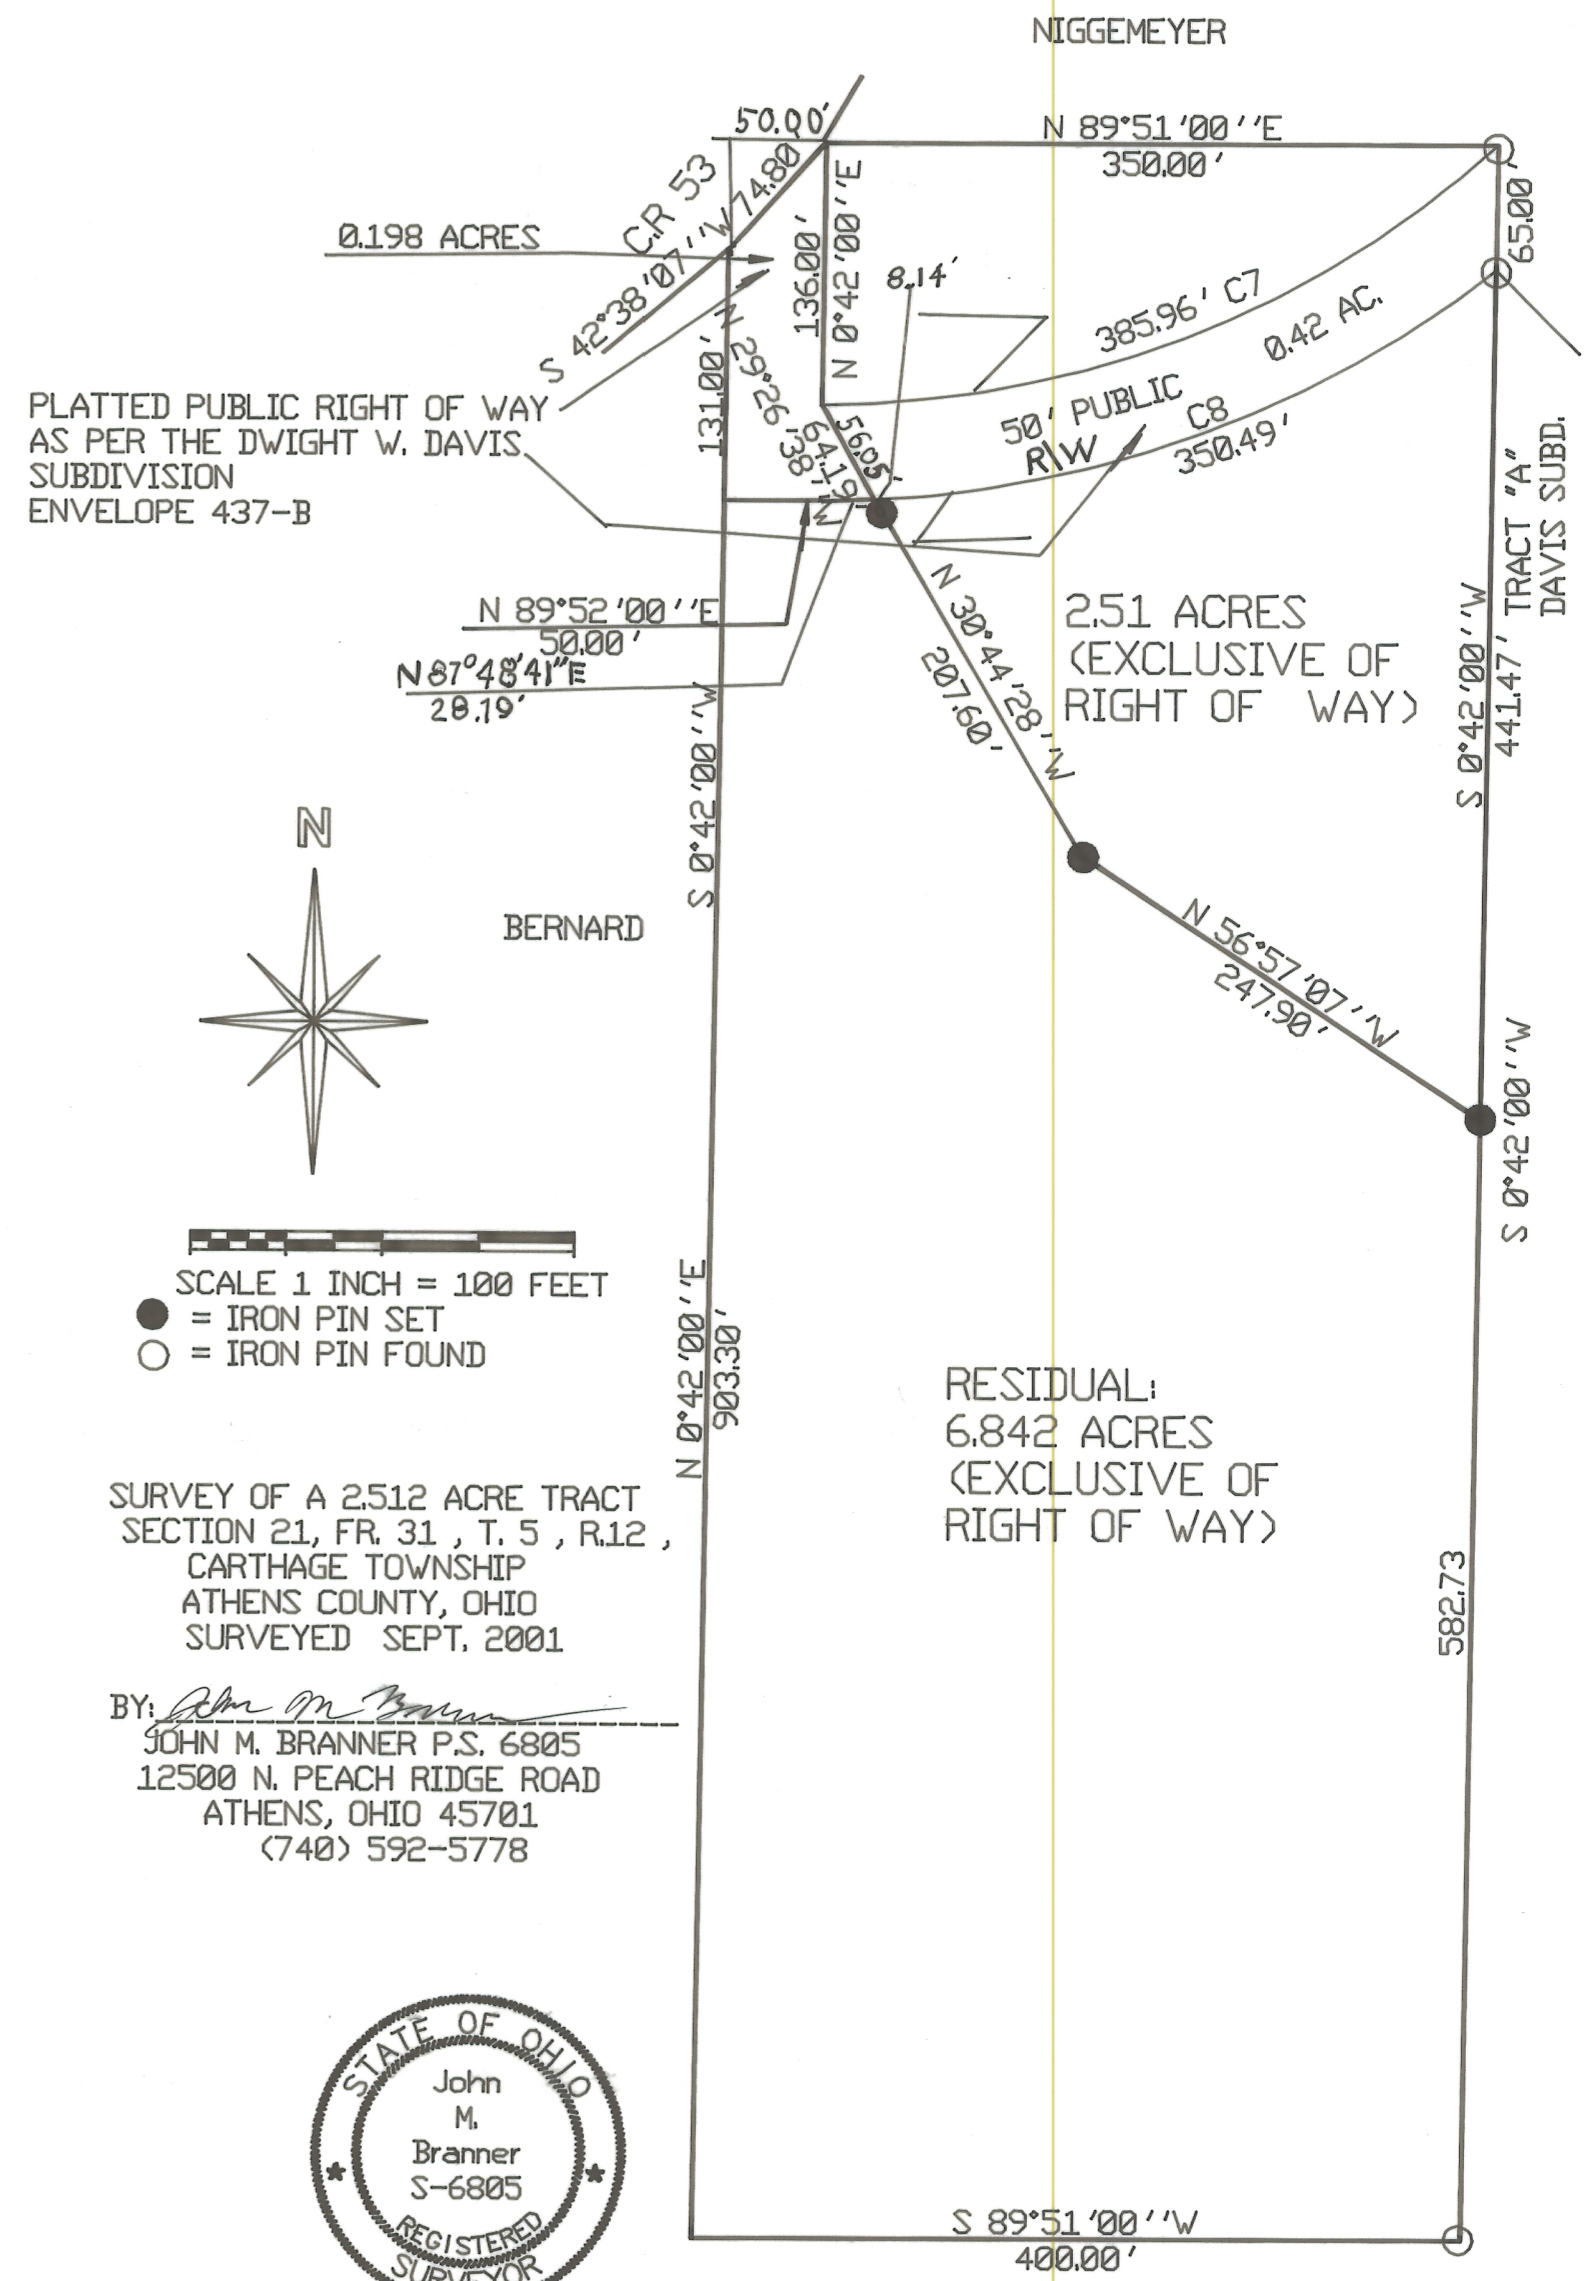 NIGGEMEYER
50.00'
N 89°51'00''E
350.00'
C.R 53
74.80'
S 42°38'07''W
0.198 ACRES
136.00'
N 0°42'00''E
8.14'
65.00'
385.96' C7
0.42 AC.
50' PUBLIC
R\W
C8
350.49'
131.00'
N 29°26'38''W
64.19'
56.05'
PLATTED PUBLIC RIGHT OF WAY
AS PER THE DWIGHT W. DAVIS
SUBDIVISION
ENVELOPE 437-B
TRACT "A"
DAVIS SUBD.
N 89°52'00''E
50.00'
N 87°48'41"E
28.19'
N 30°44'28''W
207.60'
2.51 ACRES
(EXCLUSIVE OF
RIGHT OF WAY)
S 0°42'00''W
441.47'
S 0°42'00''W
N
BERNARD
N 56°57'07''W
247.90'
S 0°42'00''W
SCALE 1 INCH = 100 FEET
= IRON PIN SET
= IRON PIN FOUND
N 0°42'00''E
903.30'
RESIDUAL:
6.842 ACRES
(EXCLUSIVE OF
RIGHT OF WAY)
582.73
SURVEY OF A 2.512 ACRE TRACT
SECTION 21, FR. 31 , T. 5 , R.12 ,
CARTHAGE TOWNSHIP
ATHENS COUNTY, OHIO
SURVEYED SEPT. 2001
BY: John M Branner
JOHN M. BRANNER P.S. 6805
12500 N. PEACH RIDGE ROAD
ATHENS, OHIO 45701
(740) 592-5778
STATE OF OHIO
John
M.
Branner
S-6805
REGISTERED
SURVEYOR
S 89°51'00''W
400.00'